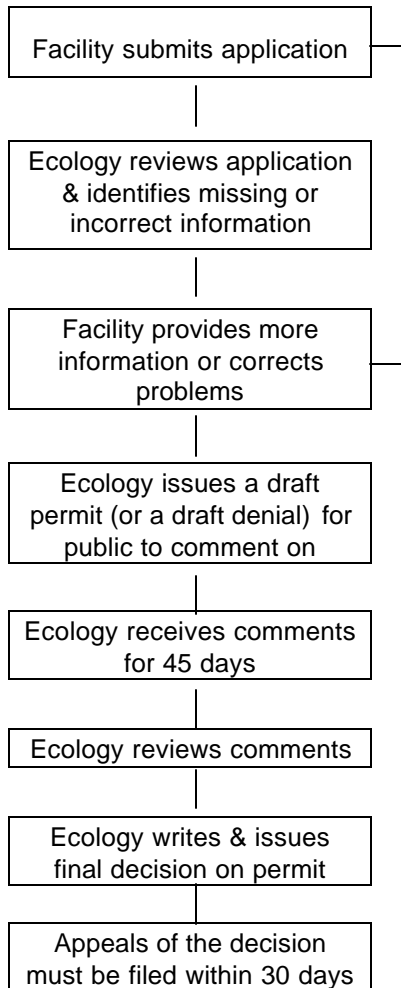 Facility submits application
Ecology reviews application
& identifies missing or
incorrect information
Facility provides more
information or corrects
problems
Ecology issues a draft
permit (or a draft denial) for
public to comment on
Ecology receives comments
for 45 days
Ecology reviews comments
Ecology writes & issues
final decision on permit
Appeals of the decision
must be filed within 30 days